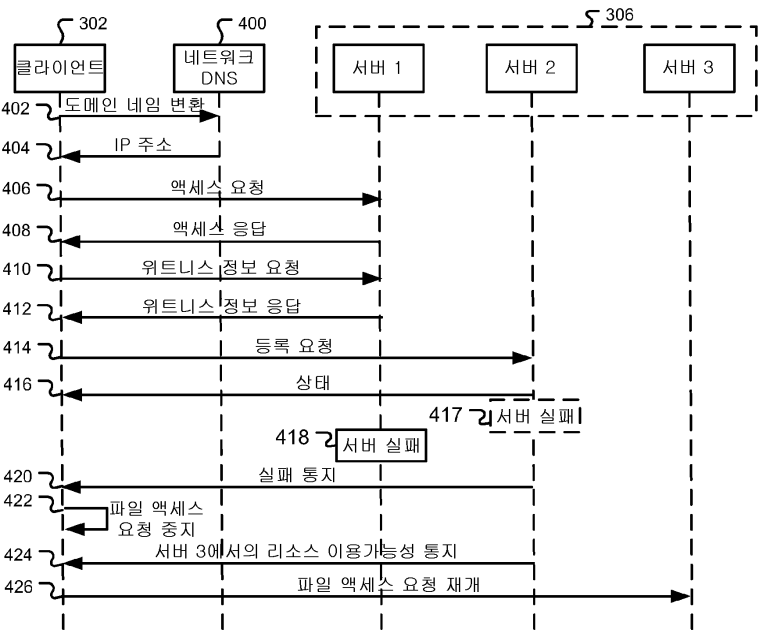 302
400
306
클라이언트
네트워크
DNS
서버 1
서버 2
서버 3
402
도메인 네임 변환
404
IP 주소
406
액세스 요청
408
액세스 응답
410
위트니스 정보 요청
412
위트니스 정보 응답
414
등록 요청
416
상태
417
서버 실패
418
서버 실패
420
실패 통지
422
파일 액세스
요청 중지
424
서버 3에서의 리소스 이용가능성 통지
426
파일 액세스 요청 재개